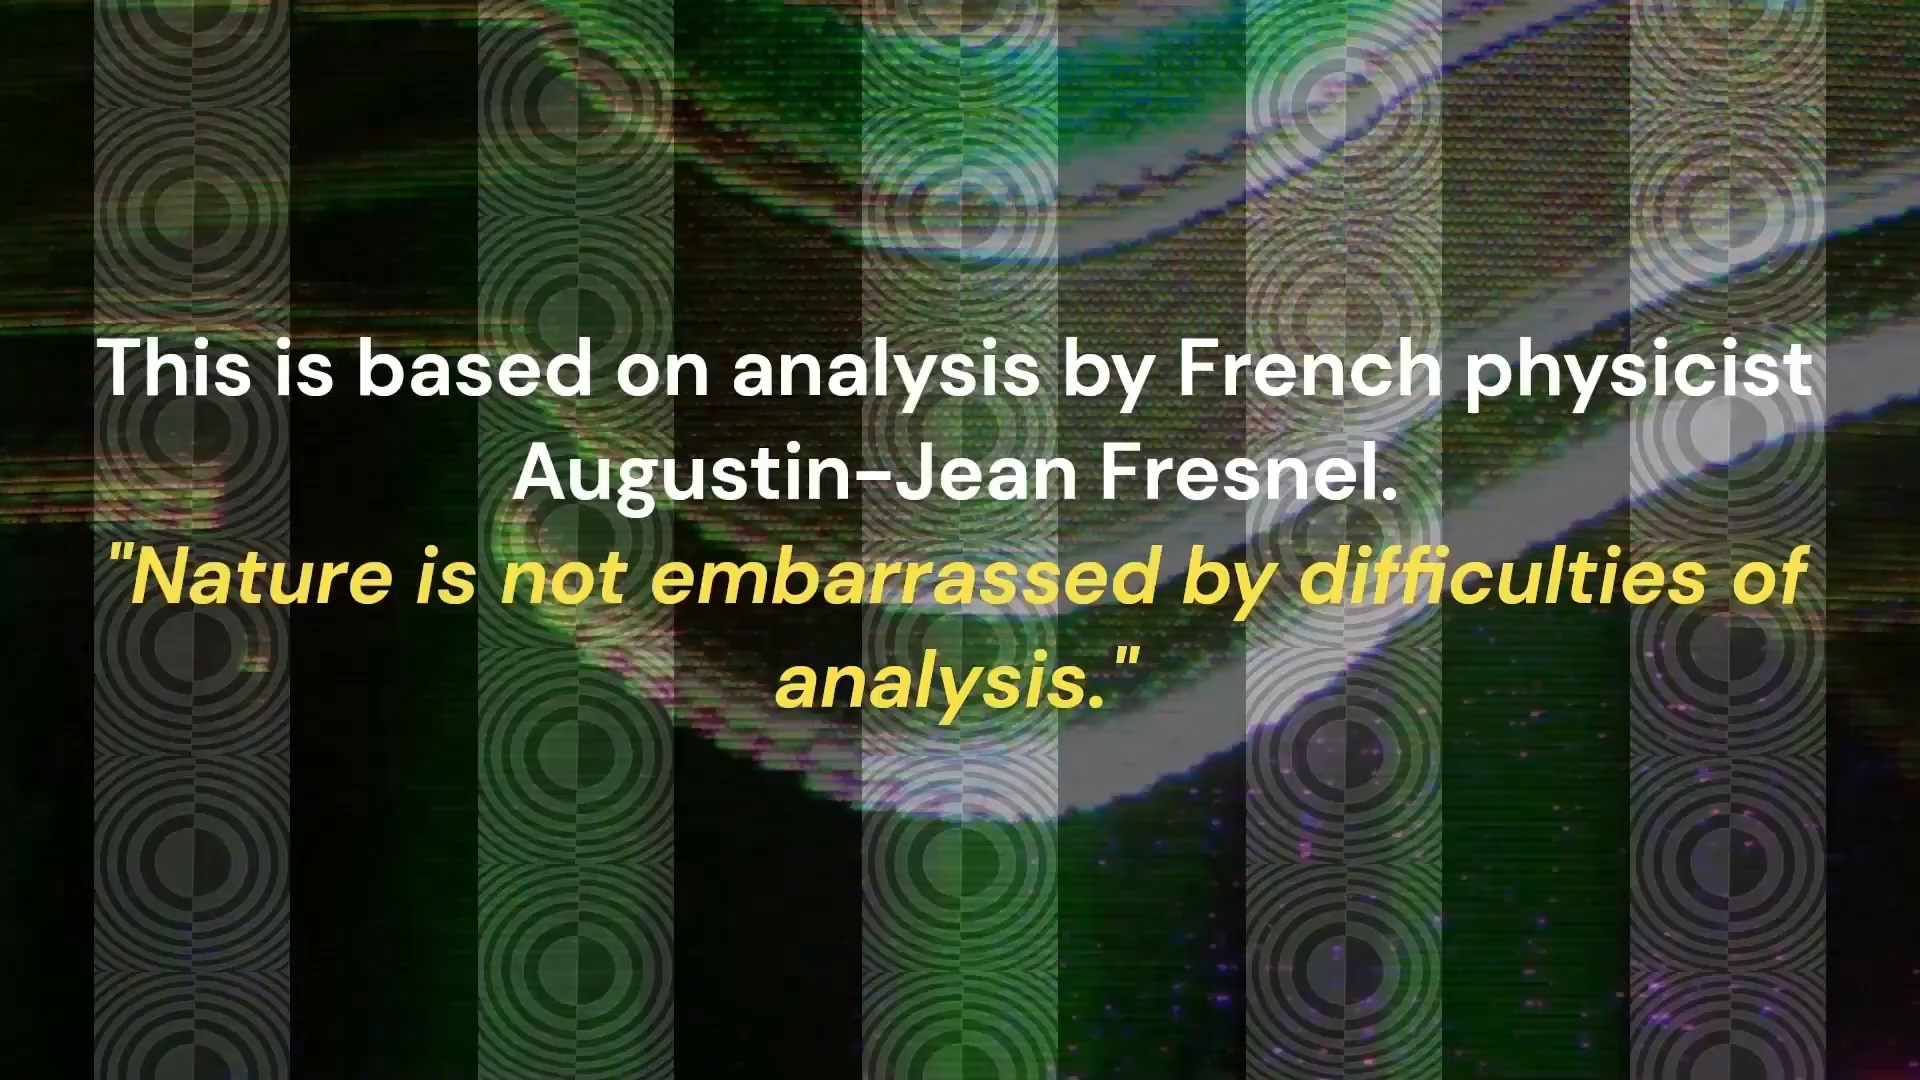 This is based on analysis by French physicist
Augustin-Jean Fresnel.
"Nature is not embarrassed by difficulties of
analysis."